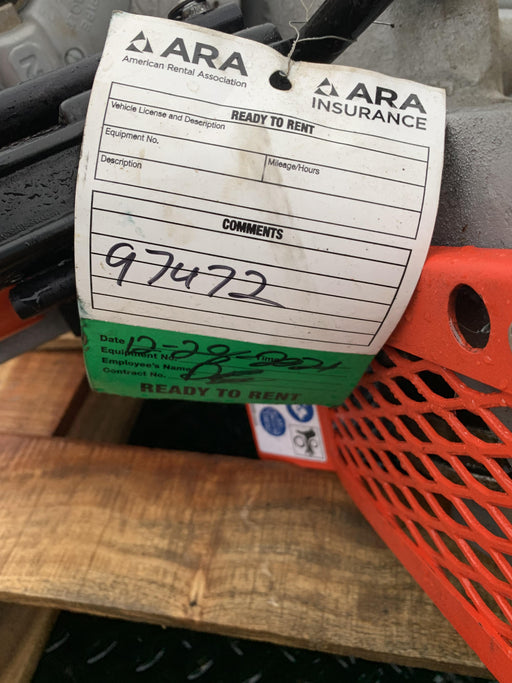 ARA
American Rental Association
ARA
INSURANCE
READY TO RENT
Vehicle License and Description
Equipment No.
Mileage/Hours
Description
COMMENTS
97472
Date 12-28-2021
Equipment No. Time
Employee's Name
Contract No.
READY TO RENT